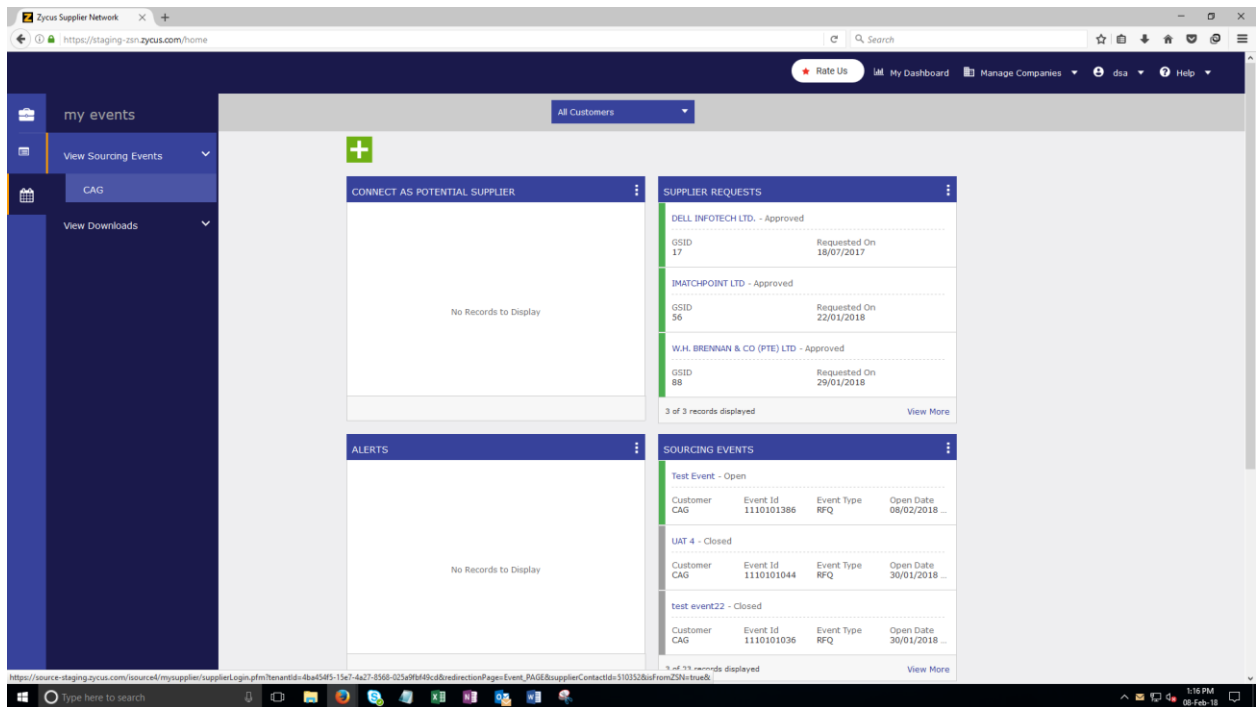 Zycus Supplier Network
https://staging-zsn.zycus.com/home
Search
Rate Us
My Dashboard
Manage Companies
dsa
Help
my events
All Customers
View Sourcing Events
CAG
View Downloads
CONNECT AS POTENTIAL SUPPLIER
No Records to Display
SUPPLIER REQUESTS
DELL INFOTECH LTD. - Approved
GSID Requested On
17 18/07/2017
IMATCHPOINT LTD - Approved
GSID Requested On
56 22/01/2018
W.H. BRENNAN & CO (PTE) LTD - Approved
GSID Requested On
88 29/01/2018
3 of 3 records displayed View More
ALERTS
No Records to Display
SOURCING EVENTS
Test Event - Open
Customer Event Id Event Type Open Date
CAG 1110101386 RFQ 08/02/2018 ...
UAT 4 - Closed
Customer Event Id Event Type Open Date
CAG 1110101044 RFQ 30/01/2018 ...
test event22 - Closed
Customer Event Id Event Type Open Date
CAG 1110101036 RFQ 30/01/2018 ...
records displayed View More
Type here to search
1:16 PM
08-Feb-18